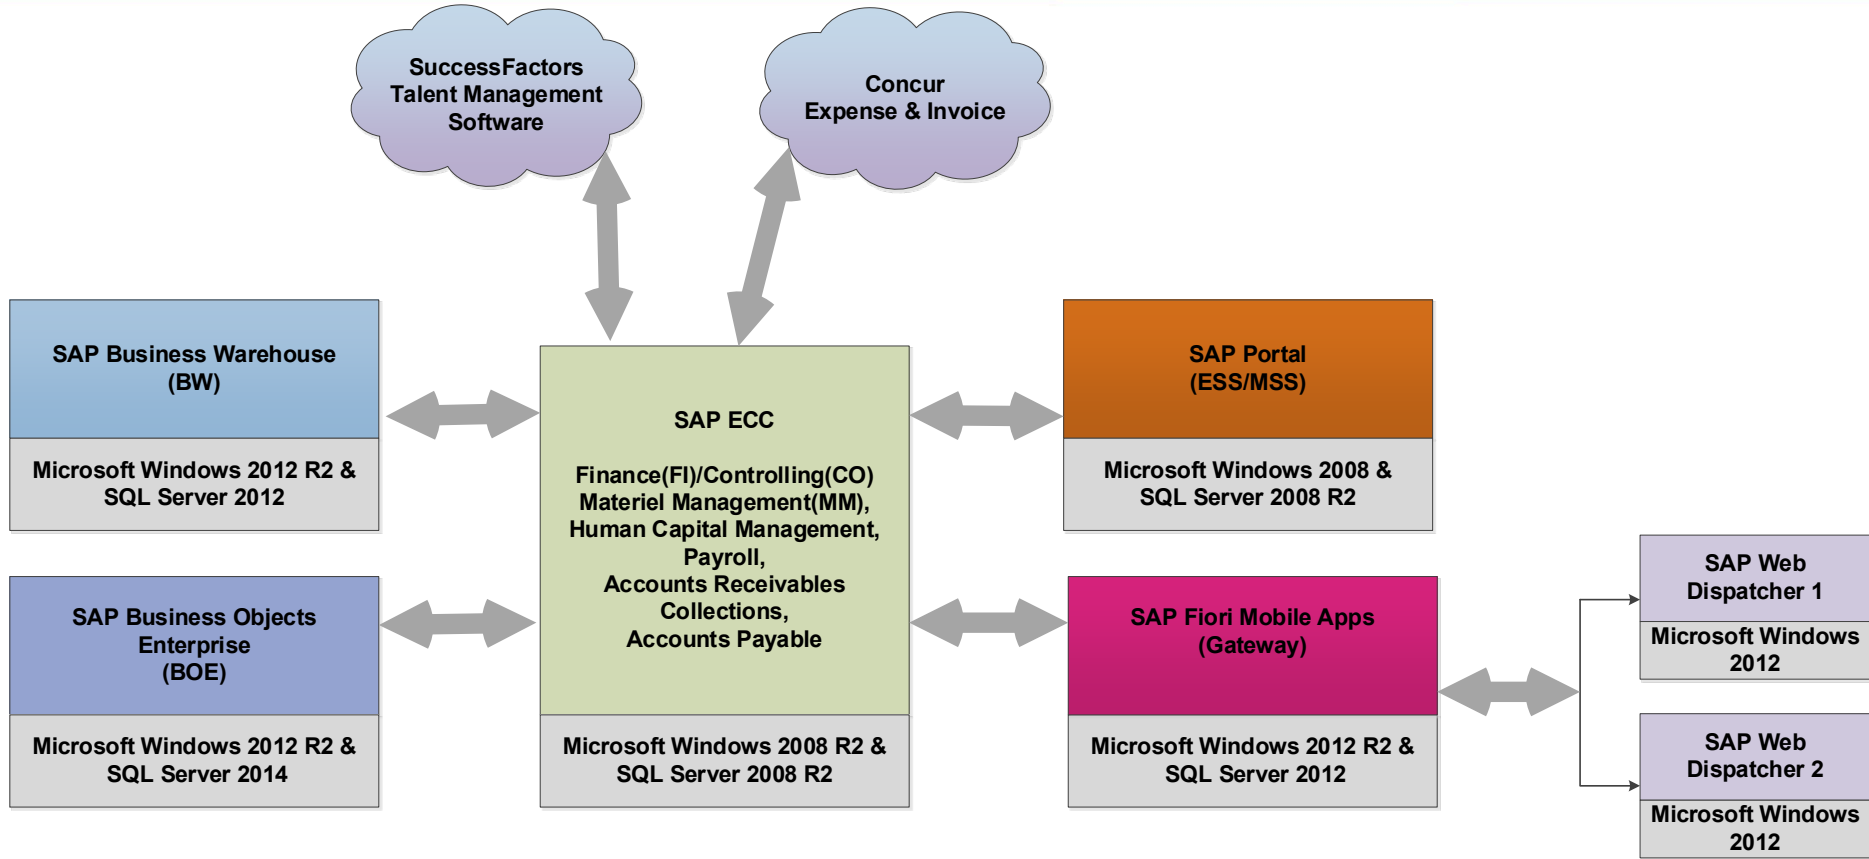 SuccessFactors
Talent Management
Software
Concur
Expense & Invoice
SAP Business Warehouse
(BW)
Microsoft Windows 2012 R2 &
SQL Server 2012
SAP Business Objects
Enterprise
(BOE)
Microsoft Windows 2012 R2 &
SQL Server 2014
SAP ECC
Finance(FI)/Controlling(CO)
Materiel Management(MM),
Human Capital Management,
Payroll,
Accounts Receivables
Collections,
Accounts Payable
Microsoft Windows 2008 R2 &
SQL Server 2008 R2
SAP Portal
(ESS/MSS)
Microsoft Windows 2008 &
SQL Server 2008 R2
SAP Fiori Mobile Apps
(Gateway)
Microsoft Windows 2012 R2 &
SQL Server 2012
SAP Web
Dispatcher 1
Microsoft Windows
2012
SAP Web
Dispatcher 2
Microsoft Windows
2012